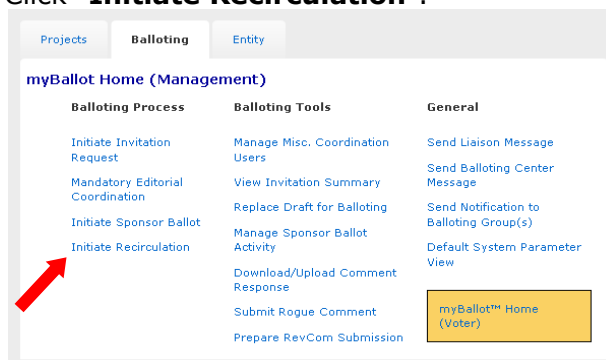 Click "Initiate Recirculation".
Projects Balloting Entity
myBallot Home (Management)
Balloting Process
Initiate Invitation
Request
Mandatory Editorial
Coordination
Initiate Sponsor Ballot
Initiate Recirculation
Balloting Tools
Manage Misc. Coordination
Users
View Invitation Summary
Replace Draft for Balloting
Manage Sponsor Ballot
Activity
Download/Upload Comment
Response
Submit Rogue Comment
Prepare RevCom Submission
General
Send Liaison Message
Send Balloting Center
Message
Send Notification to
Balloting Group(s)
Default System Parameter
View
myBallot™ Home
(Voter)